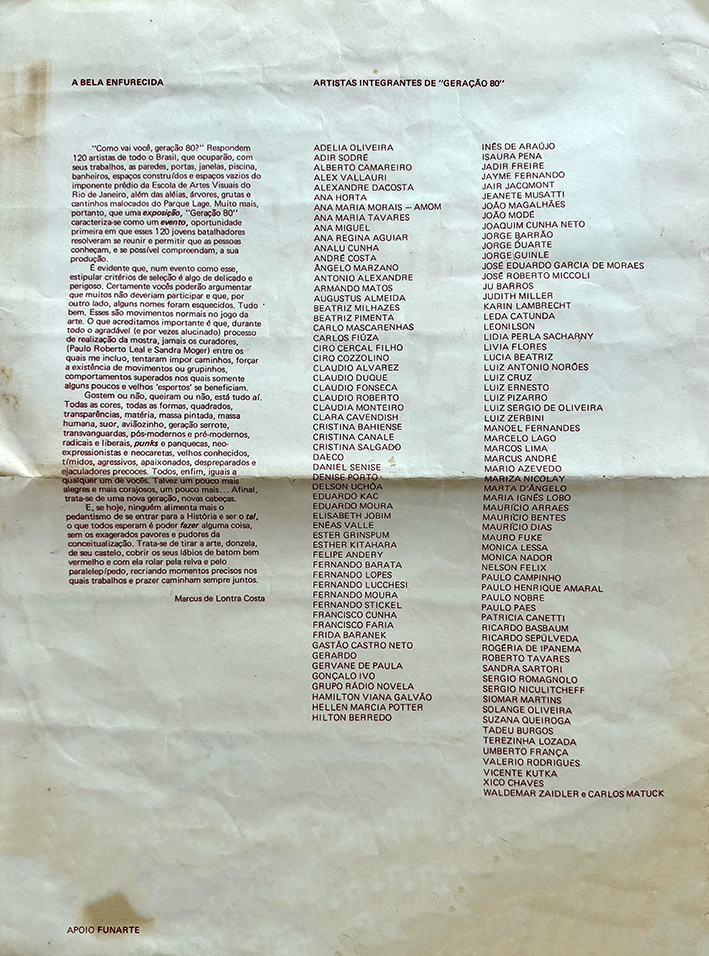 A BELA ENFURECIDA
"Como vai você, geração 80?" Respondem
120 artistas de todo o Brasil, que ocuparão, com
seus trabalhos, as paredes, portas, janelas, piscina,
banheiros, espaços construídos e espaços vazios do
imponente prédio da Escola de Artes Visuais do
Rio de Janeiro, além das aléias, árvores, grutas e
cantinhos malocados do Parque Lage. Muito mais,
portanto, que uma exposição, "Geração 80"
caracteriza-se como um evento, oportunidade
primeira em que esses 120 jovens batalhadores
resolveram se reunir e permitir que as pessoas
conheçam, e se possível compreendam, a sua
produção.
É evidente que, num evento como esse,
estipular critérios de seleção é algo de delicado e
perigoso. Certamente vocês poderão argumentar
que muitos não deveriam participar e que, por
outro lado, alguns nomes foram esquecidos. Tudo
bem. Esses são movimentos normais no jogo da
arte. O que acreditamos importante é que, durante
todo o agradável (e por vezes alucinado) processo
de realização da mostra, jamais os curadores,
(Paulo Roberto Leal e Sandra Moger) entre os
quais me incluo, tentaram impor caminhos, forçar
a existência de movimentos ou grupinhos,
comportamentos superados nos quais somente
alguns poucos e velhos 'espertos' se beneficiam.
Gostem ou não, queiram ou não, está tudo aí.
Todas as cores, todas as formas, quadrados,
transparências, matéria, massa pintada, massa
humana, suor, aviãozinho, geração serrote,
transvanguardas, pós-modernos e pré-modernos,
radicais e liberais, punks e panquecas, neo-
expressionistas e neocaretas, velhos conhecidos,
tímidos, agressivos, apaixonados, despreparados e
ejaculadores precoces. Todos, enfim, iguais a
qualquer um de vocês. Talvez um pouco mais
alegres e mais corajosos, um pouco mais... Afinal,
trata-se de uma nova geração, novas cabeças.
E, se hoje, ninguém alimenta mais o
pedantismo de se entrar para a História e ser o tal,
o que todos esperam é poder fazer alguma coisa,
sem os exagerados pavores e pudores da
conceitualização. Trata-se de tirar a arte, donzela,
de seu castelo, cobrir os seus lábios de batom bem
vermelho e com ela rolar pela relva e pelo
paralelepípedo, recriando momentos precisos nos
quais trabalhos e prazer caminham sempre juntos.
Marcus de Lontra Costa
ARTISTAS INTEGRANTES DE "GERAÇÃO 80"
ADELIA OLIVEIRA
ADIR SODRÉ
ALBERTO CAMAREIRO
ALEX VALLAURI
ALEXANDRE DACOSTA
ANA HORTA
ANA MARIA MORAIS – AMOM
ANA MARIA TAVARES
ANA MIGUEL
ANA REGINA AGUIAR
ANALU CUNHA
ANDRÉ COSTA
ÂNGELO MARZANO
ANTONIO ALEXANDRE
ARMANDO MATOS
AUGUSTUS ALMEIDA
BEATRIZ MILHAZES
BEATRIZ PIMENTA
CARLO MASCARENHAS
CARLOS FIÚZA
CIRO CERCAL FILHO
CIRO COZZOLINO
CLAUDIO ALVAREZ
CLAUDIO DUQUE
CLAUDIO FONSECA
CLAUDIO ROBERTO
CLAUDIA MONTEIRO
CLARA CAVENDISH
CRISTINA BAHIENSE
CRISTINA CANALE
CRISTINA SALGADO
DAECO
DANIEL SENISE
DENISE PORTO
DELSON UCHÔA
EDUARDO KAC
EDUARDO MOURA
ELISABETH JOBIM
ENÉAS VALLE
ESTER GRINSPUM
ESTHER KITAHARA
FELIPE ANDERY
FERNANDO BARATA
FERNANDO LOPES
FERNANDO LUCCHESI
FERNANDO MOURA
FERNANDO STICKEL
FRANCISCO CUNHA
FRANCISCO FARIA
FRIDA BARANEK
GASTÃO CASTRO NETO
GERARDO
GERVANE DE PAULA
GONÇALO IVO
GRUPO RÁDIO NOVELA
HAMILTON VIANA GALVÃO
HELLEN MARCIA POTTER
HILTON BERREDO
INÊS DE ARAÚJO
ISAURA PENA
JADIR FREIRE
JAYME FERNANDO
JAIR JACQMONT
JEANETE MUSATTI
JOÃO MAGALHÃES
JOÃO MODÉ
JOAQUIM CUNHA NETO
JORGE BARRÃO
JORGE DUARTE
JORGE GUINLE
JOSÉ EDUARDO GARCIA DE MORAES
JOSÉ ROBERTO MICCOLI
JU BARROS
JUDITH MILLER
KARIN LAMBRECHT
LEDA CATUNDA
LEONILSON
LIDIA PERLA SACHARNY
LIVIA FLORES
LUCIA BEATRIZ
LUIZ ANTONIO NORÕES
LUIZ CRUZ
LUIZ ERNESTO
LUIZ PIZARRO
LUIZ SERGIO DE OLIVEIRA
LUIZ ZERBINI
MANOEL FERNANDES
MARCELO LAGO
MARCOS LIMA
MARCUS ANDRÉ
MARIO AZEVEDO
MARIZA NICOLAY
MARTA D'ÂNGELO
MARIA IGNÊS LOBO
MAURÍCIO ARRAES
MAURÍCIO BENTES
MAURÍCIO DIAS
MAURO FUKE
MONICA LESSA
MONICA NADOR
NELSON FELIX
PAULO CAMPINHO
PAULO HENRIQUE AMARAL
PAULO NOBRE
PAULO PAES
PATRICIA CANETTI
RICARDO BASBAUM
RICARDO SEPÚLVEDA
ROGÉRIA DE IPANEMA
ROBERTO TAVARES
SANDRA SARTORI
SERGIO ROMAGNOLO
SERGIO NICULITCHEFF
SIOMAR MARTINS
SOLANGE OLIVEIRA
SUZANA QUEIROGA
TADEU BURGOS
TEREZINHA LOZADA
UMBERTO FRANÇA
VALERIO RODRIGUES
VICENTE KUTKA
XICO CHAVES
WALDEMAR ZAIDLER e CARLOS MATUCK
APOIO FUNARTE